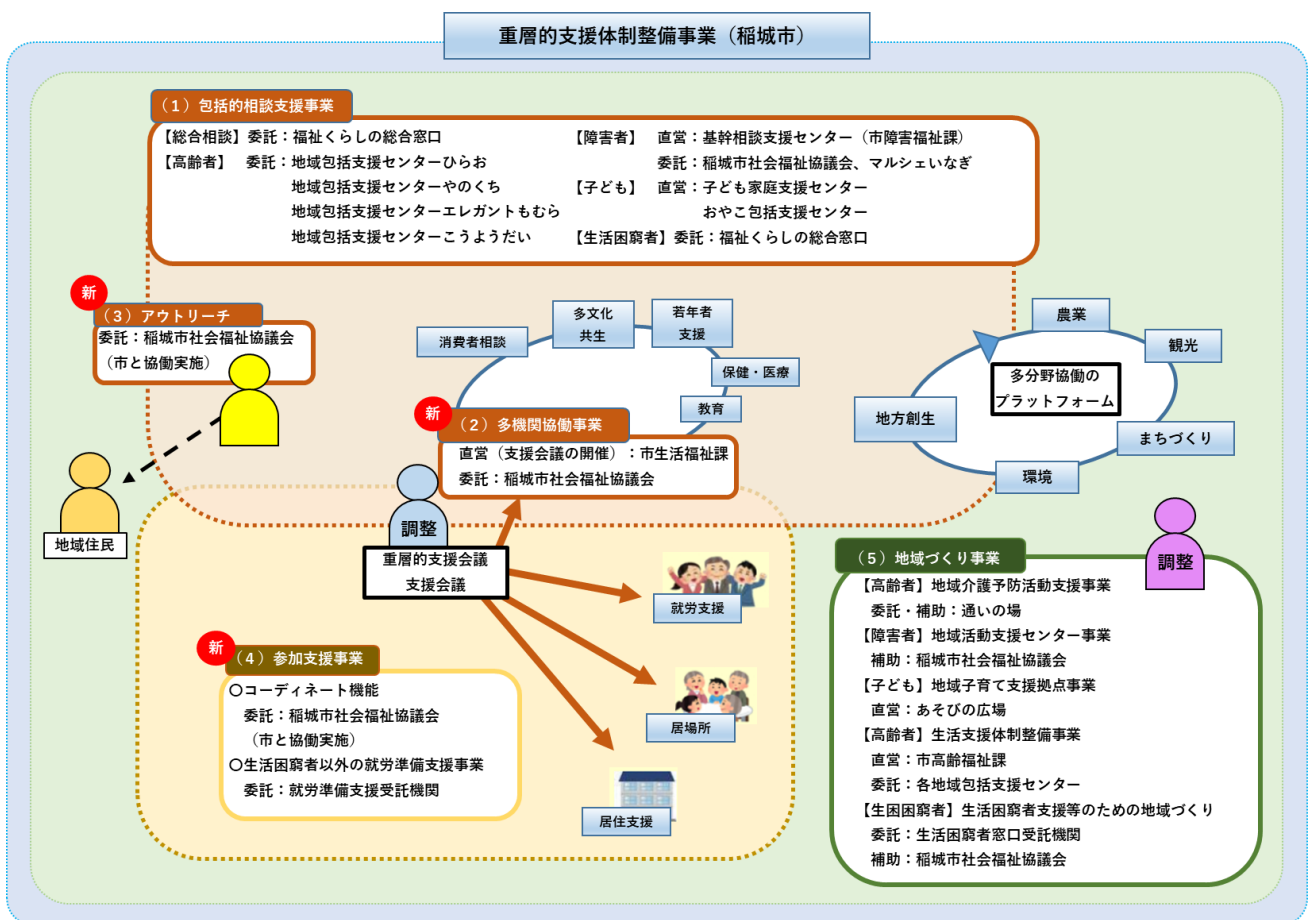 重層的支援体制整備事業（稲城市）
（１）包括的相談支援事業
【総合相談】委託：福祉くらしの総合窓口
【高齢者】　委託：地域包括支援センターひらお
地域包括支援センターやのくち
地域包括支援センターエレガントもむら
地域包括支援センターこうようだい
【障害者】　直営：基幹相談支援センター（市障害福祉課）
委託：稲城市社会福祉協議会、マルシェいなぎ
【子ども】　直営：子ども家庭支援センター
おやこ包括支援センター
【生活困窮者】委託：福祉くらしの総合窓口
新
（３）アウトリーチ
委託：稲城市社会福祉協議会
（市と協働実施）
地域住民
消費者相談
多文化
共生
若年者
支援
保健・医療
教育
新
（２）多機関協働事業
直営（支援会議の開催）：市生活福祉課
委託：稲城市社会福祉協議会
農業
観光
多分野協働の
プラットフォーム
地方創生
まちづくり
環境
調整
重層的支援会議
支援会議
就労支援
居場所
居住支援
新
（４）参加支援事業
〇コーディネート機能
委託：稲城市社会福祉協議会
（市と協働実施）
〇生活困窮者以外の就労準備支援事業
委託：就労準備支援受託機関
調整
（５）地域づくり事業
【高齢者】地域介護予防活動支援事業
委託・補助：通いの場
【障害者】地域活動支援センター事業
補助：稲城市社会福祉協議会
【子ども】地域子育て支援拠点事業
直営：あそびの広場
【高齢者】生活支援体制整備事業
直営：市高齢福祉課
委託：各地域包括支援センター
【生困困窮者】生活困窮者支援等のための地域づくり
委託：生活困窮者窓口受託機関
補助：稲城市社会福祉協議会